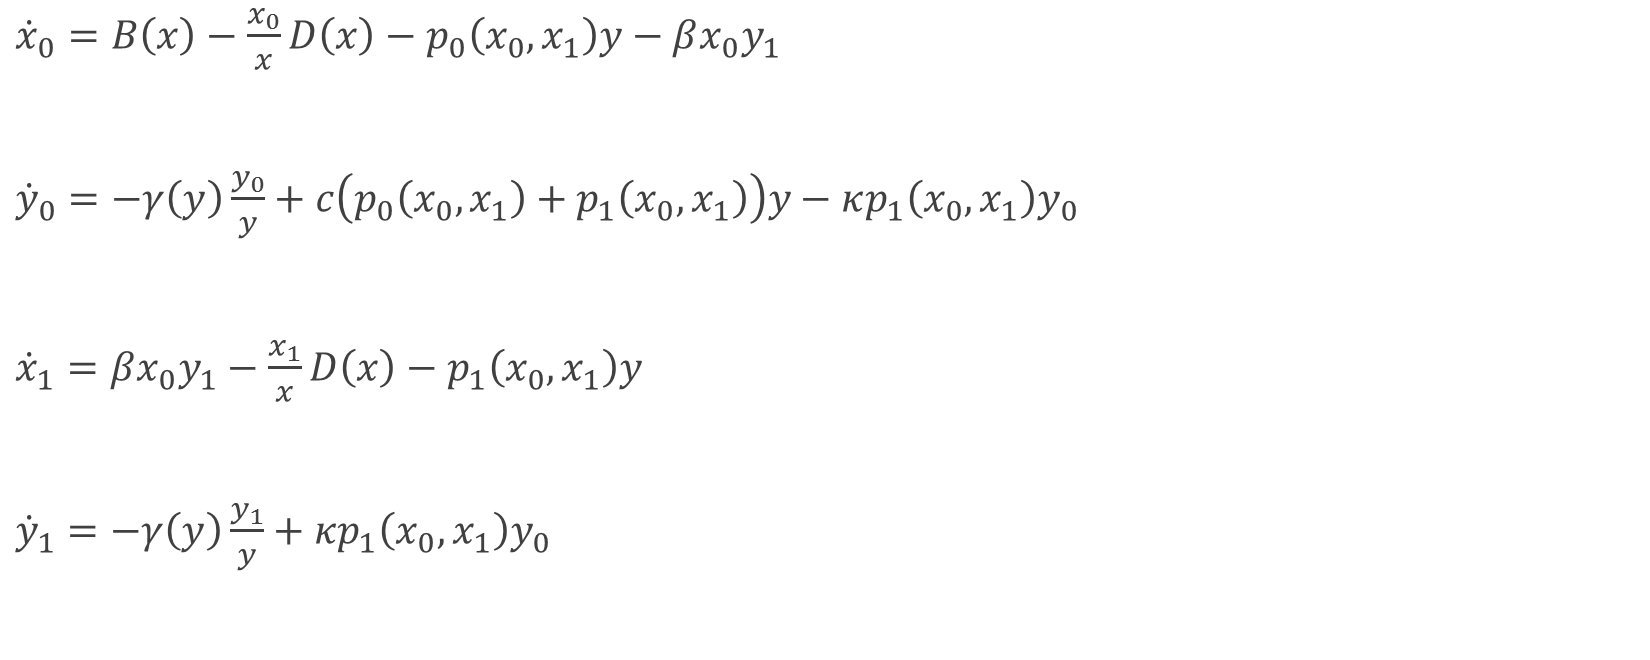 ẋ₀ = B(x) − x₀/x D(x) − p₀(x₀, x₁)y − βx₀y₁
ẏ₀ = −γ(y) y₀/y + c(p₀(x₀, x₁) + p₁(x₀, x₁))y − κp₁(x₀, x₁)y₀
ẋ₁ = βx₀y₁ − x₁/x D(x) − p₁(x₀, x₁)y
ẏ₁ = −γ(y) y₁/y + κp₁(x₀, x₁)y₀